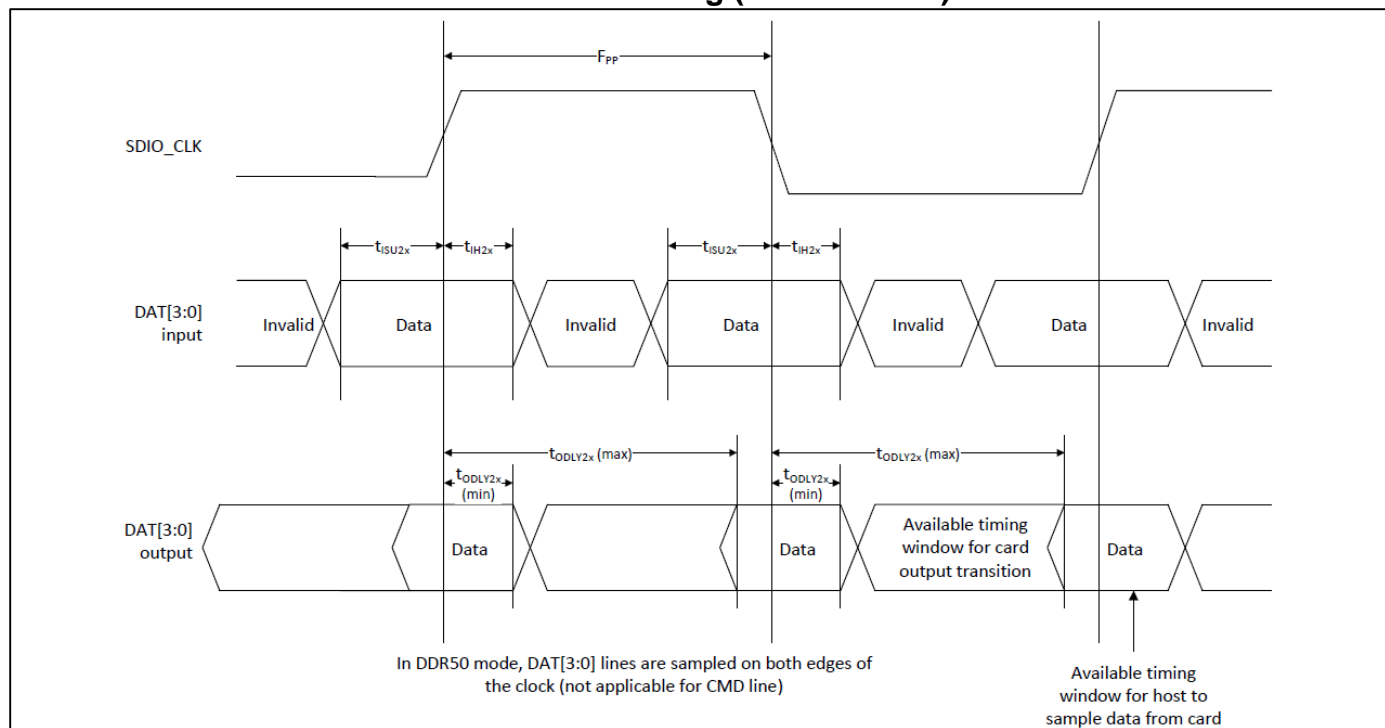 F_PP
SDIO_CLK
t_ISU2x t_IH2x t_ISU2x t_IH2x
DAT[3:0]
input
Invalid Data Invalid Data Invalid Data Invalid
t_ODLY2x (max) t_ODLY2x (max)
t_ODLY2x
(min)
t_ODLY2x
(min)
DAT[3:0]
output
Data Data
Available timing
window for card
output transition
Data
In DDR50 mode, DAT[3:0] lines are sampled on both edges of
the clock (not applicable for CMD line)
Available timing
window for host to
sample data from card